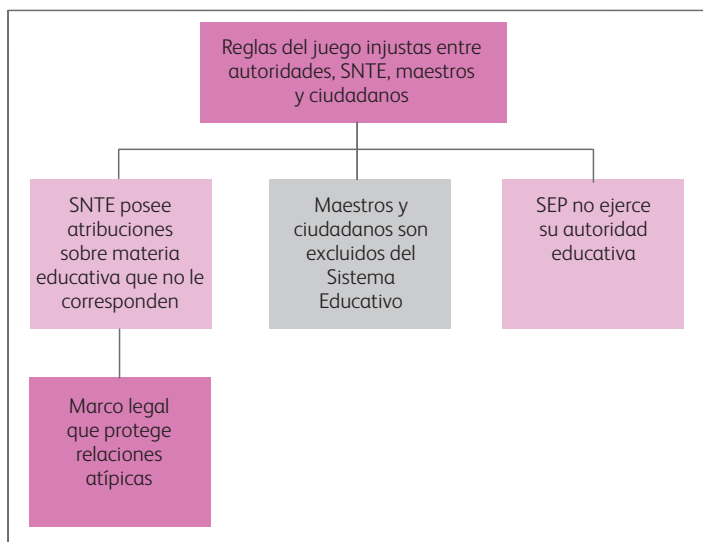 Reglas del juego injustas entre
autoridades, SNTE, maestros
y ciudadanos
SNTE posee
atribuciones
sobre materia
educativa que no le
corresponden
Maestros y
ciudadanos son
excluidos del
Sistema
Educativo
SEP no ejerce
su autoridad
educativa
Marco legal
que protege
relaciones
atípicas